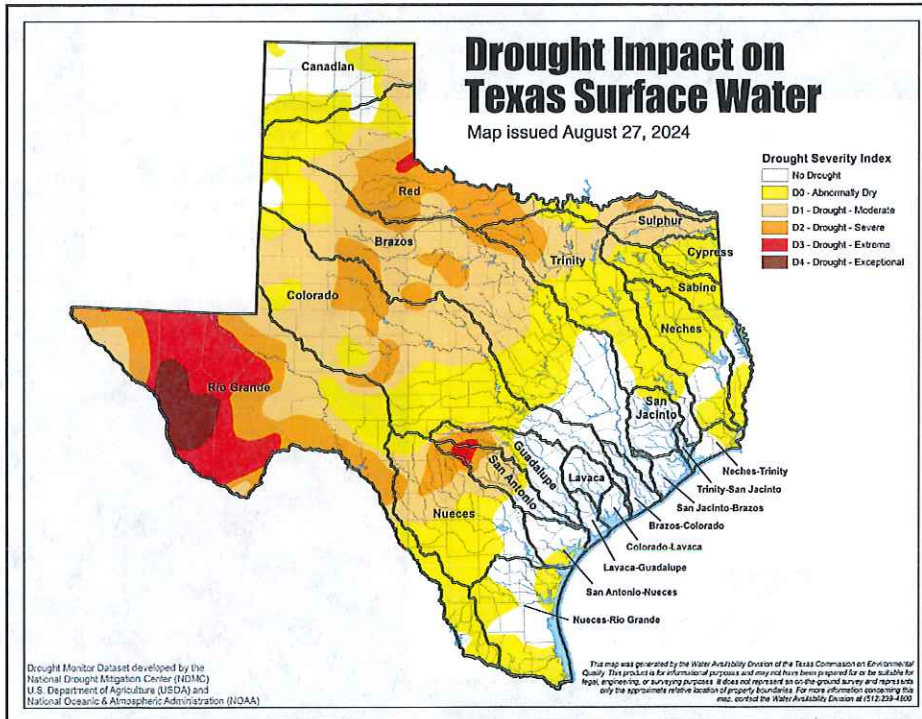 Drought Impact on
Texas Surface Water
Map issued August 27, 2024
Drought Severity Index
No Drought
D0 - Abnormally Dry
D1 - Drought - Moderate
D2 - Drought - Severe
D3 - Drought - Extreme
D4 - Drought - Exceptional
Canadian
Red
Sulphur
Brazos
Cypress
Trinity
Sabine
Colorado
Neches
Rio Grande
San
Jacinto
Guadalupe
San Antonio
Lavaca
Nueces
Neches-Trinity
Trinity-San Jacinto
San Jacinto-Brazos
Brazos-Colorado
Colorado-Lavaca
Lavaca-Guadalupe
San Antonio-Nueces
Nueces-Rio Grande
Drought Monitor Dataset developed by the
National Drought Mitigation Center (NDMC)
U.S. Department of Agriculture (USDA) and
National Oceanic & Atmospheric Administration (NOAA)
This map was generated by the Water Availability Division of the Texas Commission on Environmental
Quality. This product is for informational purposes and may not have been prepared for or be suitable for
legal, engineering, or surveying purposes. It does not represent an on-the-ground survey and represents
only the approximate relative location of property boundaries. For more information concerning this
map, contact the Water Availability Division at (512) 239-4600.